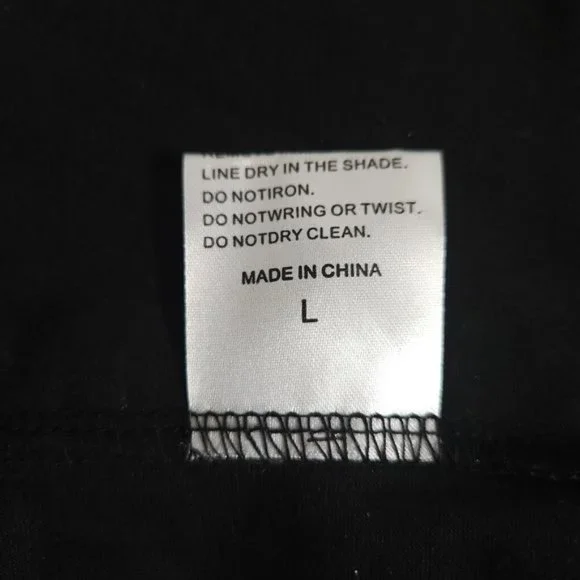 LINE DRY IN THE SHADE.
DO NOTIRON.
DO NOTWRING OR TWIST.
DO NOTDRY CLEAN.
MADE IN CHINA
L